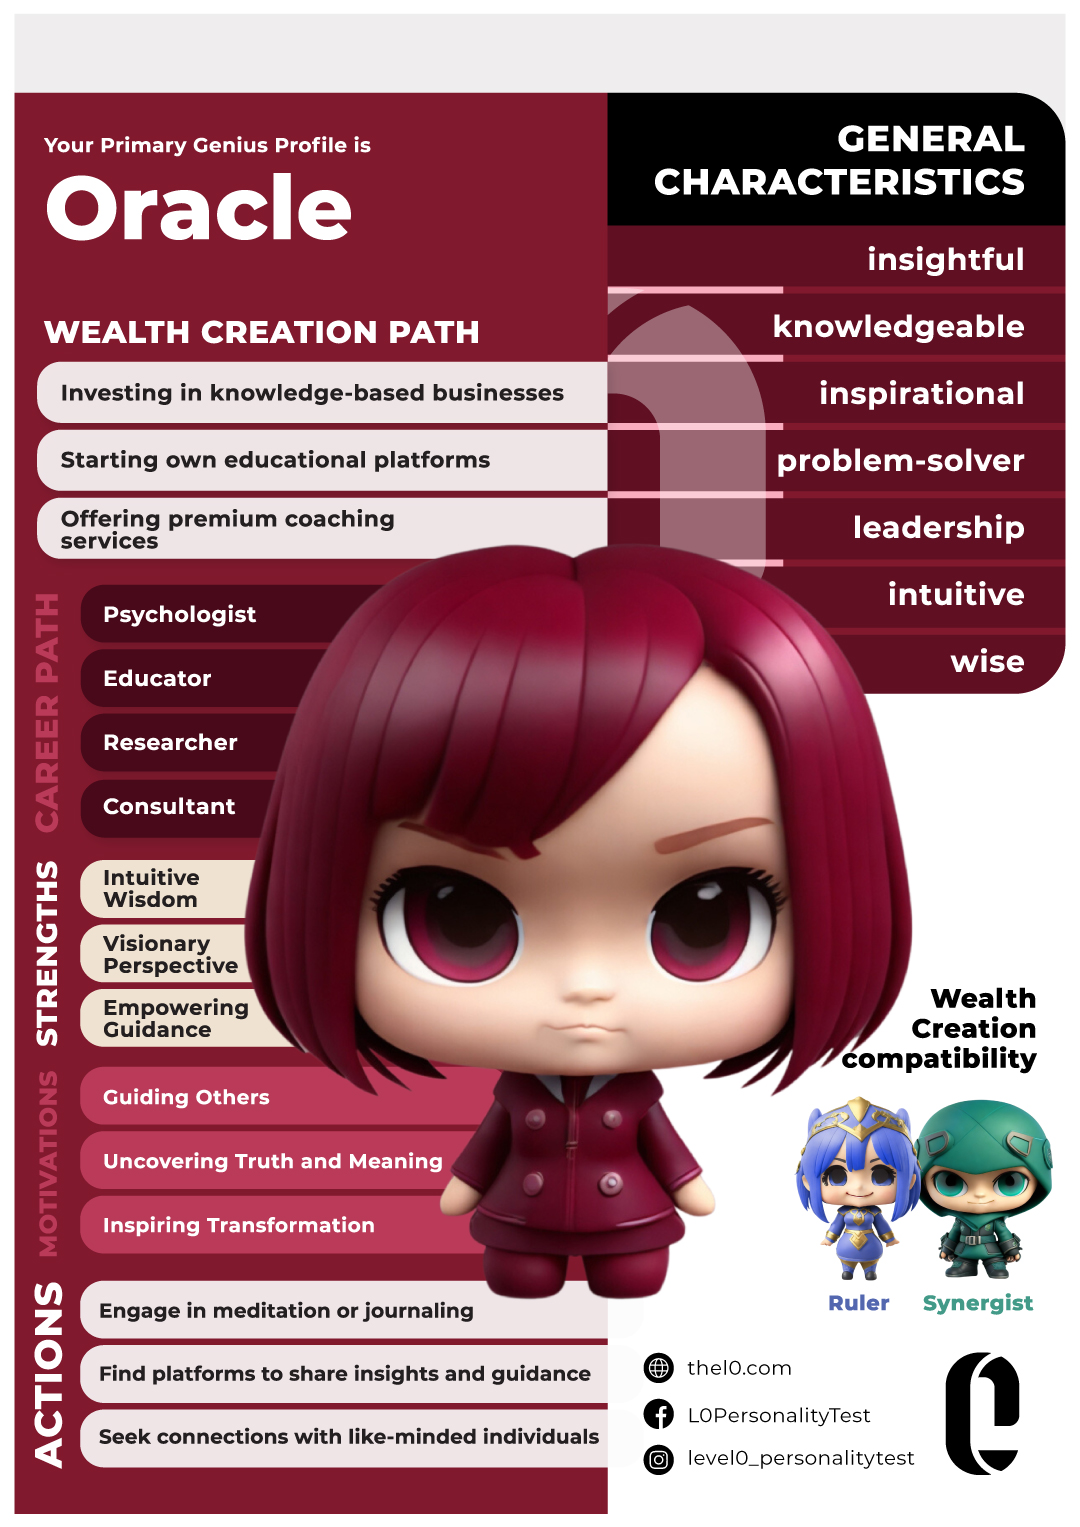 Your Primary Genius Profile is
Oracle
WEALTH CREATION PATH
Investing in knowledge-based businesses
Starting own educational platforms
Offering premium coaching
services
CAREER PATH
Psychologist
Educator
Researcher
Consultant
STRENGTHS
Intuitive
Wisdom
Visionary
Perspective
Empowering
Guidance
MOTIVATIONS
Guiding Others
Uncovering Truth and Meaning
Inspiring Transformation
ACTIONS
Engage in meditation or journaling
Find platforms to share insights and guidance
Seek connections with like-minded individuals
GENERAL
CHARACTERISTICS
insightful
knowledgeable
inspirational
problem-solver
leadership
intuitive
wise
Wealth
Creation
compatibility
Ruler
Synergist
thel0.com
L0PersonalityTest
level0_personalitytest